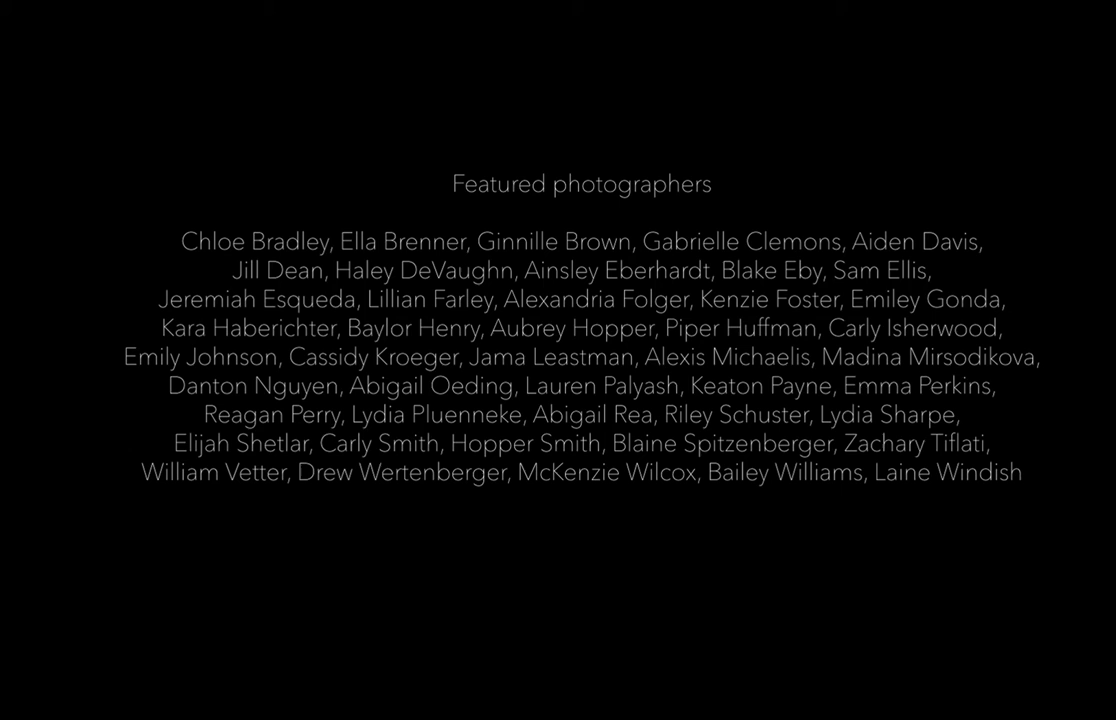 Featured photographers
Chloe Bradley, Ella Brenner, Ginnille Brown, Gabrielle Clemons, Aiden Davis,
Jill Dean, Haley DeVaughn, Ainsley Eberhardt, Blake Eby, Sam Ellis,
Jeremiah Esqueda, Lillian Farley, Alexandria Folger, Kenzie Foster, Emiley Gonda,
Kara Haberichter, Baylor Henry, Aubrey Hopper, Piper Huffman, Carly Isherwood,
Emily Johnson, Cassidy Kroeger, Jama Leastman, Alexis Michaelis, Madina Mirsodikova,
Danton Nguyen, Abigail Oeding, Lauren Palyash, Keaton Payne, Emma Perkins,
Reagan Perry, Lydia Pluenneke, Abigail Rea, Riley Schuster, Lydia Sharpe,
Elijah Shetlar, Carly Smith, Hopper Smith, Blaine Spitzenberger, Zachary Tiflati,
William Vetter, Drew Wertenberger, McKenzie Wilcox, Bailey Williams, Laine Windish